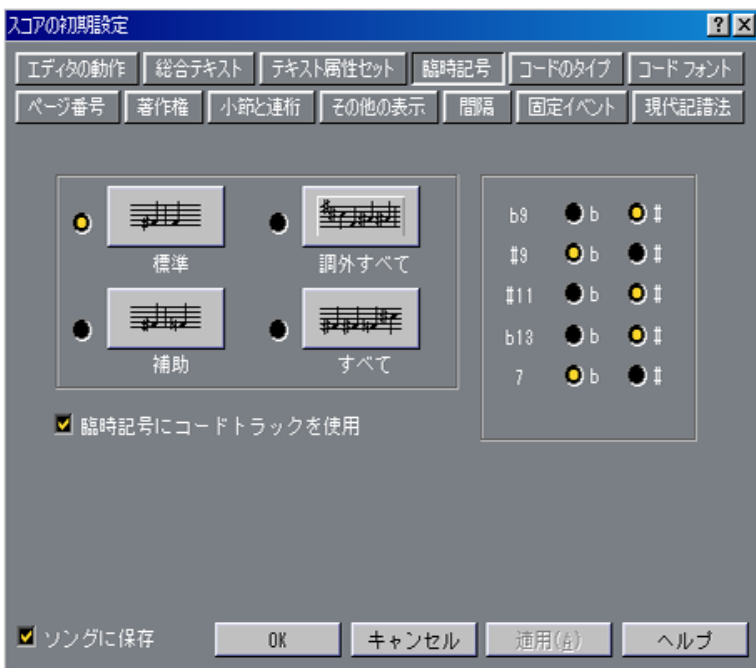 スコアの初期設定
エディタの動作 総合テキスト テキスト属性セット 臨時記号 コードのタイプ コード フォント
ページ番号 著作権 小節と連桁 その他の表示 間隔 固定イベント 現代記譜法
標準 調外すべて
補助 すべて
b9 b #
#9 b #
#11 b #
b13 b #
7 b #
臨時記号にコードトラックを使用
ソングに保存 OK キャンセル 適用(A) ヘルプ